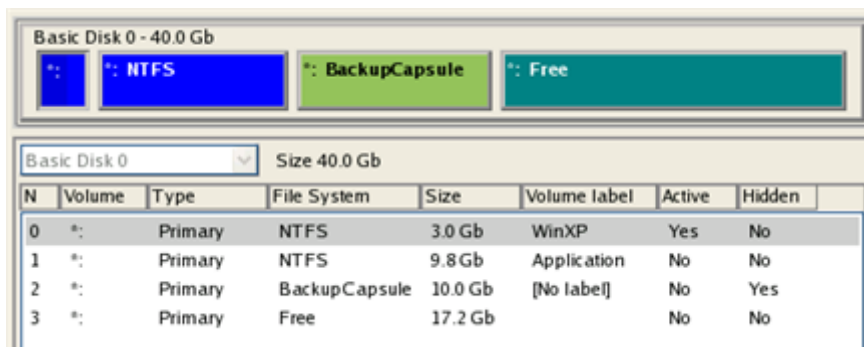 Basic Disk 0 - 40.0 Gb
*: *: NTFS *: BackupCapsule *: Free
Basic Disk 0 Size 40.0 Gb
N Volume Type File System Size Volume label Active Hidden
0 *: Primary NTFS 3.0 Gb WinXP Yes No
1 *: Primary NTFS 9.8 Gb Application No No
2 *: Primary BackupCapsule 10.0 Gb [No label] No Yes
3 *: Primary Free 17.2 Gb No No